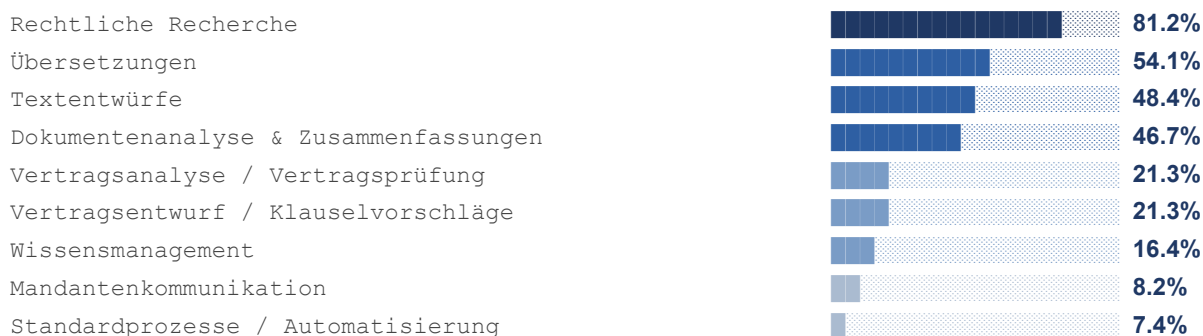 Rechtliche Recherche 81.2%
Übersetzungen 54.1%
Textentwürfe 48.4%
Dokumentenanalyse & Zusammenfassungen 46.7%
Vertragsanalyse / Vertragsprüfung 21.3%
Vertragsentwurf / Klauselvorschläge 21.3%
Wissensmanagement 16.4%
Mandantenkommunikation 8.2%
Standardprozesse / Automatisierung 7.4%